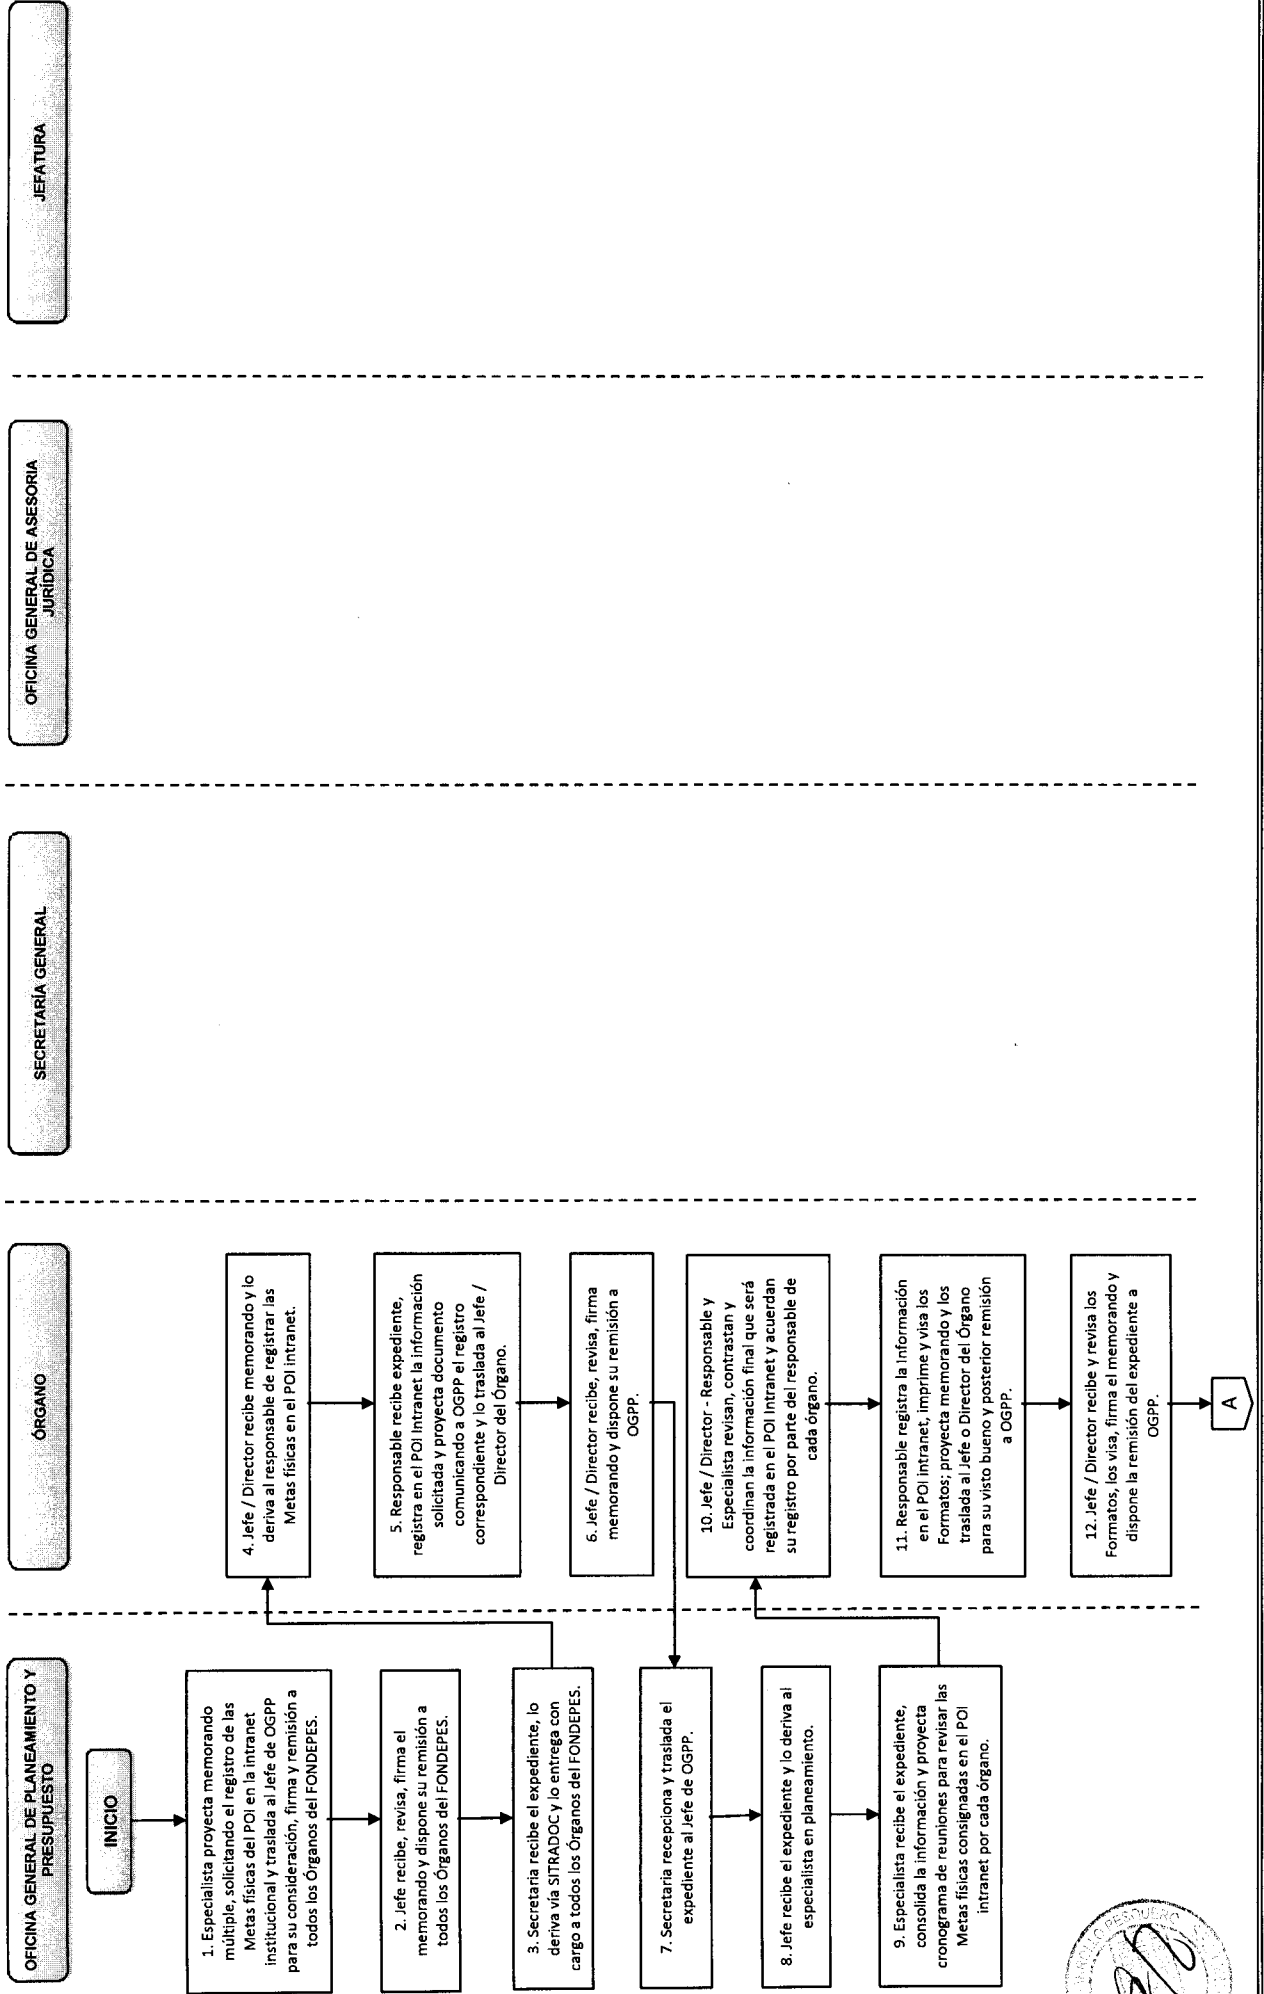 OFICINA GENERAL DE PLANEAMIENTO Y
PRESUPUESTO
ÓRGANO
SECRETARÍA GENERAL
OFICINA GENERAL DE ASESORIA
JURÍDICA
JEFATURA
INICIO
1. Especialista proyecta memorando
múltiple, solicitando el registro de las
Metas físicas del POI en la intranet
institucional y traslada al Jefe de OGPP
para su consideración, firma y remisión a
todos los Órganos del FONDEPES.
2. Jefe recibe, revisa, firma el
memorando y dispone su remisión a
todos los Órganos del FONDEPES.
3. Secretaria recibe el expediente, lo
deriva vía SITRADOC y lo entrega con
cargo a todos los Órganos del FONDEPES.
4. Jefe / Director recibe memorando y lo
deriva al responsable de registrar las
Metas físicas en el POI intranet.
5. Responsable recibe expediente,
registra en el POI Intranet la información
solicitada y proyecta documento
comunicando a OGPP el registro
correspondiente y lo traslada al Jefe /
Director del Órgano.
6. Jefe / Director recibe, revisa, firma
memorando y dispone su remisión a
OGPP.
7. Secretaria recepciona y traslada el
expediente al Jefe de OGPP.
8. Jefe recibe el expediente y lo deriva al
especialista en planeamiento.
9. Especialista recibe el expediente,
consolida la información y proyecta
cronograma de reuniones para revisar las
Metas físicas consignadas en el POI
intranet por cada órgano.
10. Jefe / Director - Responsable y
Especialista revisan, contrastan y
coordinan la información final que será
registrada en el POI Intranet y acuerdan
su registro por parte del responsable de
cada órgano.
11. Responsable registra la Información
en el POI intranet, imprime y visa los
Formatos; proyecta memorando y los
traslada al Jefe o Director del Órgano
para su visto bueno y posterior remisión
a OGPP.
12. Jefe / Director recibe y revisa los
Formatos, los visa, firma el memorando y
dispone la remisión del expediente a
OGPP.
A
PESQUERO